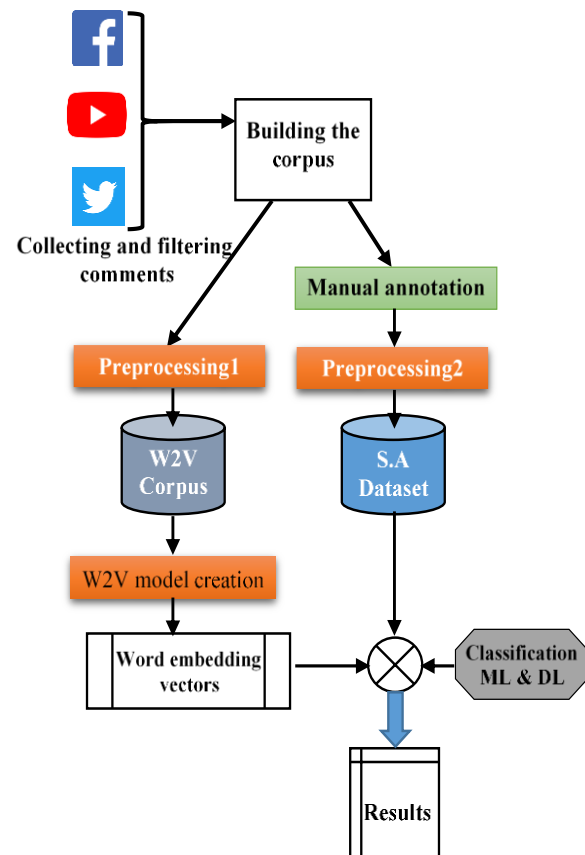 Building the
corpus
Collecting and filtering
comments
Manual annotation
Preprocessing1
Preprocessing2
W2V
Corpus
S.A
Dataset
W2V model creation
Word embedding
vectors
Classification
ML & DL
Results